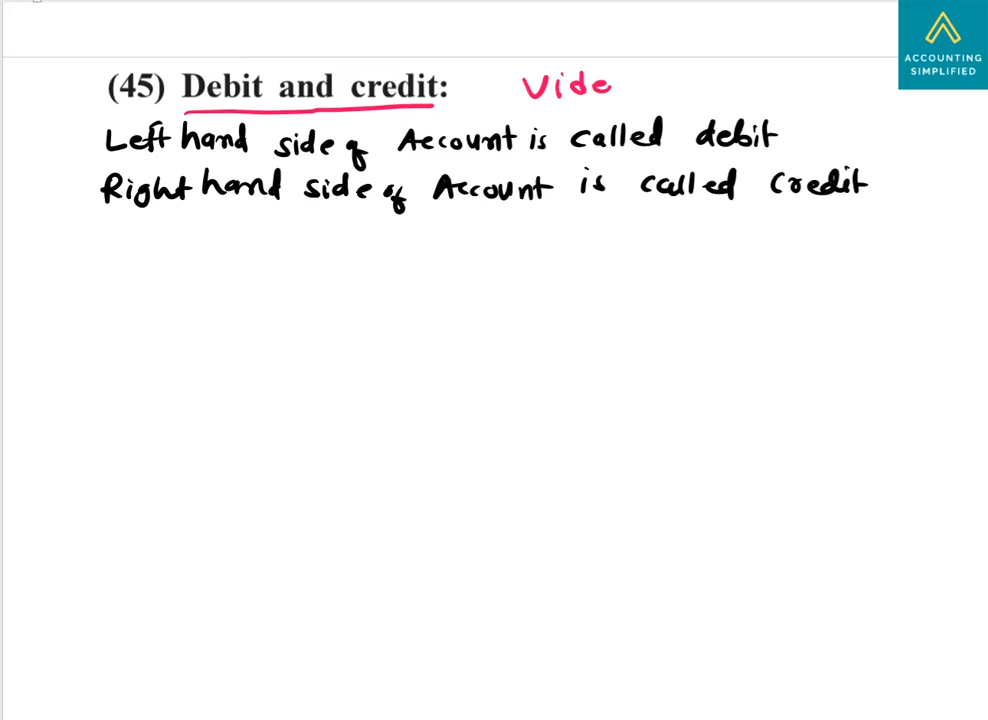 ACCOUNTING
SIMPLIFIED
(45) Debit and credit: Vide
Left hand side of Account is called debit
Right hand side of Account is called Credit